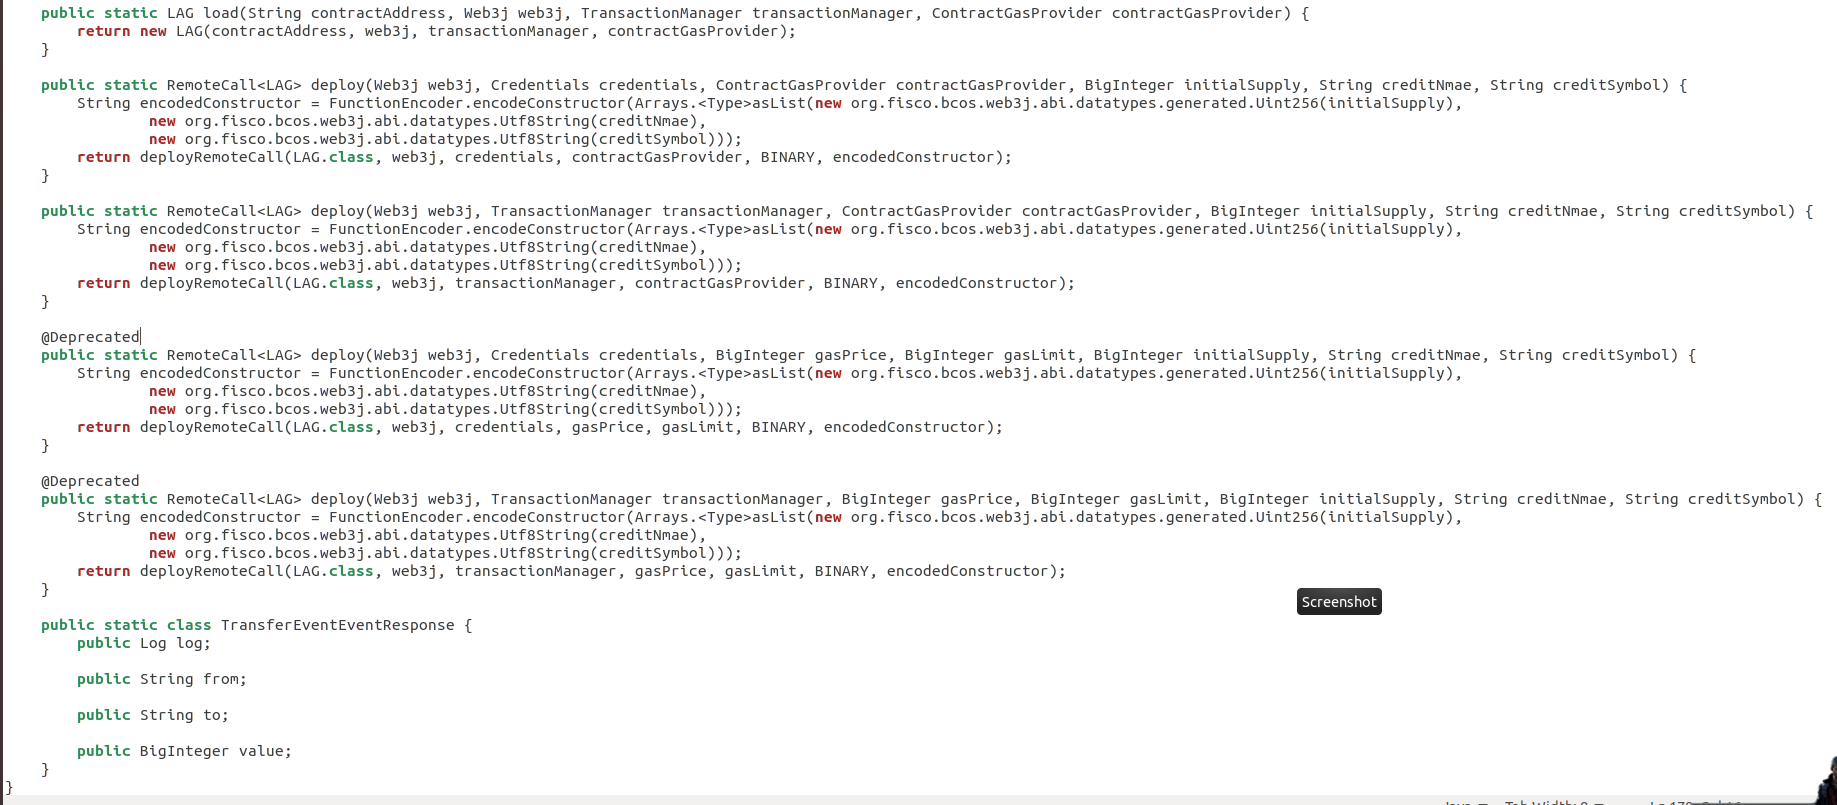 public static LAG load(String contractAddress, Web3j web3j, TransactionManager transactionManager, ContractGasProvider contractGasProvider) {
return new LAG(contractAddress, web3j, transactionManager, contractGasProvider);
}
public static RemoteCall<LAG> deploy(Web3j web3j, Credentials credentials, ContractGasProvider contractGasProvider, BigInteger initialSupply, String creditNmae, String creditSymbol) {
String encodedConstructor = FunctionEncoder.encodeConstructor(Arrays.<Type>asList(new org.fisco.bcos.web3j.abi.datatypes.generated.Uint256(initialSupply),
new org.fisco.bcos.web3j.abi.datatypes.Utf8String(creditNmae),
new org.fisco.bcos.web3j.abi.datatypes.Utf8String(creditSymbol)));
return deployRemoteCall(LAG.class, web3j, credentials, contractGasProvider, BINARY, encodedConstructor);
}
public static RemoteCall<LAG> deploy(Web3j web3j, TransactionManager transactionManager, ContractGasProvider contractGasProvider, BigInteger initialSupply, String creditNmae, String creditSymbol) {
String encodedConstructor = FunctionEncoder.encodeConstructor(Arrays.<Type>asList(new org.fisco.bcos.web3j.abi.datatypes.generated.Uint256(initialSupply),
new org.fisco.bcos.web3j.abi.datatypes.Utf8String(creditNmae),
new org.fisco.bcos.web3j.abi.datatypes.Utf8String(creditSymbol)));
return deployRemoteCall(LAG.class, web3j, transactionManager, contractGasProvider, BINARY, encodedConstructor);
}
@Deprecated
public static RemoteCall<LAG> deploy(Web3j web3j, Credentials credentials, BigInteger gasPrice, BigInteger gasLimit, BigInteger initialSupply, String creditNmae, String creditSymbol) {
String encodedConstructor = FunctionEncoder.encodeConstructor(Arrays.<Type>asList(new org.fisco.bcos.web3j.abi.datatypes.generated.Uint256(initialSupply),
new org.fisco.bcos.web3j.abi.datatypes.Utf8String(creditNmae),
new org.fisco.bcos.web3j.abi.datatypes.Utf8String(creditSymbol)));
return deployRemoteCall(LAG.class, web3j, credentials, gasPrice, gasLimit, BINARY, encodedConstructor);
}
@Deprecated
public static RemoteCall<LAG> deploy(Web3j web3j, TransactionManager transactionManager, BigInteger gasPrice, BigInteger gasLimit, BigInteger initialSupply, String creditNmae, String creditSymbol) {
String encodedConstructor = FunctionEncoder.encodeConstructor(Arrays.<Type>asList(new org.fisco.bcos.web3j.abi.datatypes.generated.Uint256(initialSupply),
new org.fisco.bcos.web3j.abi.datatypes.Utf8String(creditNmae),
new org.fisco.bcos.web3j.abi.datatypes.Utf8String(creditSymbol)));
return deployRemoteCall(LAG.class, web3j, transactionManager, gasPrice, gasLimit, BINARY, encodedConstructor);
}
Screenshot
public static class TransferEventEventResponse {
public Log log;
public String from;
public String to;
public BigInteger value;
}
}